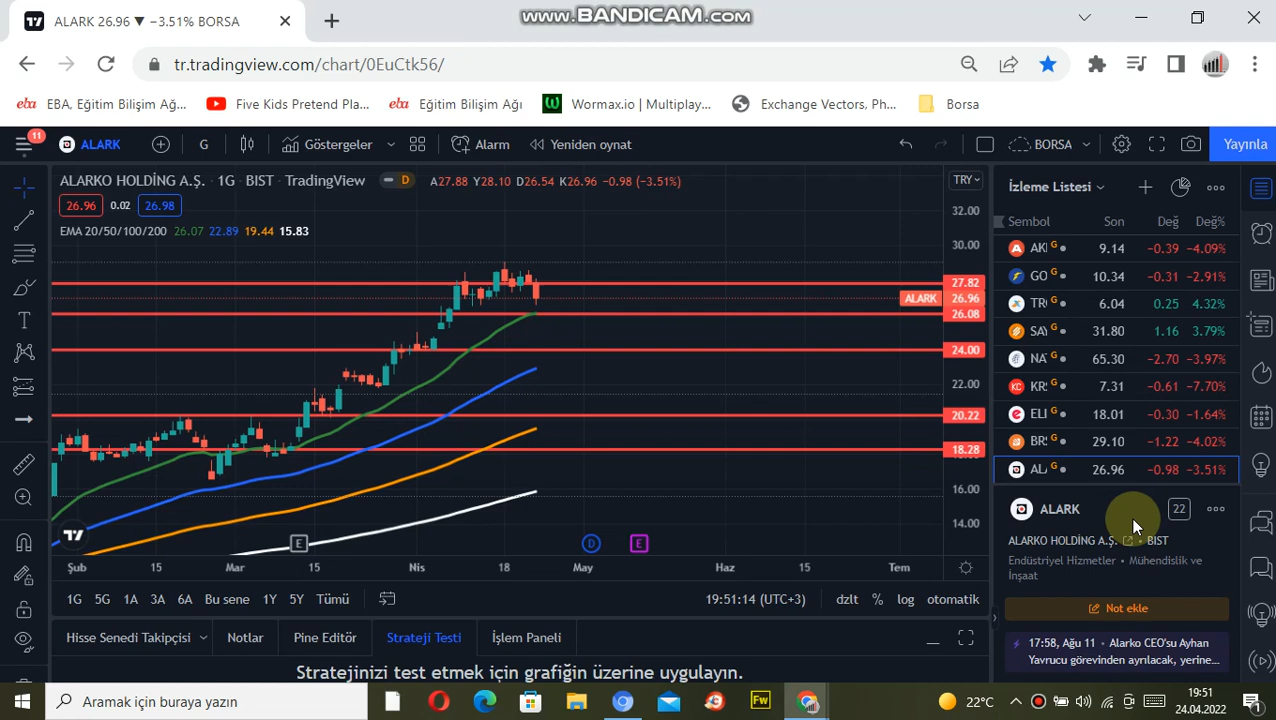 ALARK 26.96 ▼ −3.51% BORSA
www.BANDICAM.com
tr.tradingview.com/chart/0EuCtk56/
EBA, Eğitim Bilişim Ağ...
Five Kids Pretend Pla...
Eğitim Bilişim Ağı
Wormax.io | Multiplay...
Exchange Vectors, Ph...
Borsa
11
ALARK
G
Göstergeler
Alarm
Yeniden oynat
BORSA
Yayınla
ALARKO HOLDİNG A.Ş. · 1G · BIST · TradingView
D
A27.88 Y28.10 D26.54 K26.96 −0.98 (−3.51%)
TRY
26.96 0.02 26.98
EMA 20/50/100/200 26.07 22.89 19.44 15.83
32.00
30.00
27.82
ALARK 26.96
26.08
24.00
22.00
20.22
18.28
16.00
14.00
E
D
E
Şub 15 Mar 15 Nis 18 May Haz 15 Tem
1G 5G 1A 3A 6A Bu sene 1Y 5Y Tümü
19:51:14 (UTC+3) dzlt % log otomatik
Hisse Senedi Takipçisi Notlar Pine Editör Strateji Testi İşlem Paneli
Stratejinizi test etmek için grafiğin üzerine uygulayın.
İzleme Listesi
Sembol Son Değ Değ%
AKI G 9.14 −0.39 −4.09%
GO G 10.34 −0.31 −2.91%
TR G 6.04 0.25 4.32%
SA G 31.80 1.16 3.79%
NA G 65.30 −2.70 −3.97%
KR G 7.31 −0.61 −7.70%
ELI G 18.01 −0.30 −1.64%
BR G 29.10 −1.22 −4.02%
AL G 26.96 −0.98 −3.51%
ALARK
22
ALARKO HOLDİNG A.Ş. • BIST
Endüstriyel Hizmetler • Mühendislik ve
İnşaat
Not ekle
17:58, Ağu 11 • Alarko CEO'su Ayhan
Yavrucu görevinden ayrılacak, yerine...
Aramak için buraya yazın
Fw
22°C
19:51
24.04.2022
1